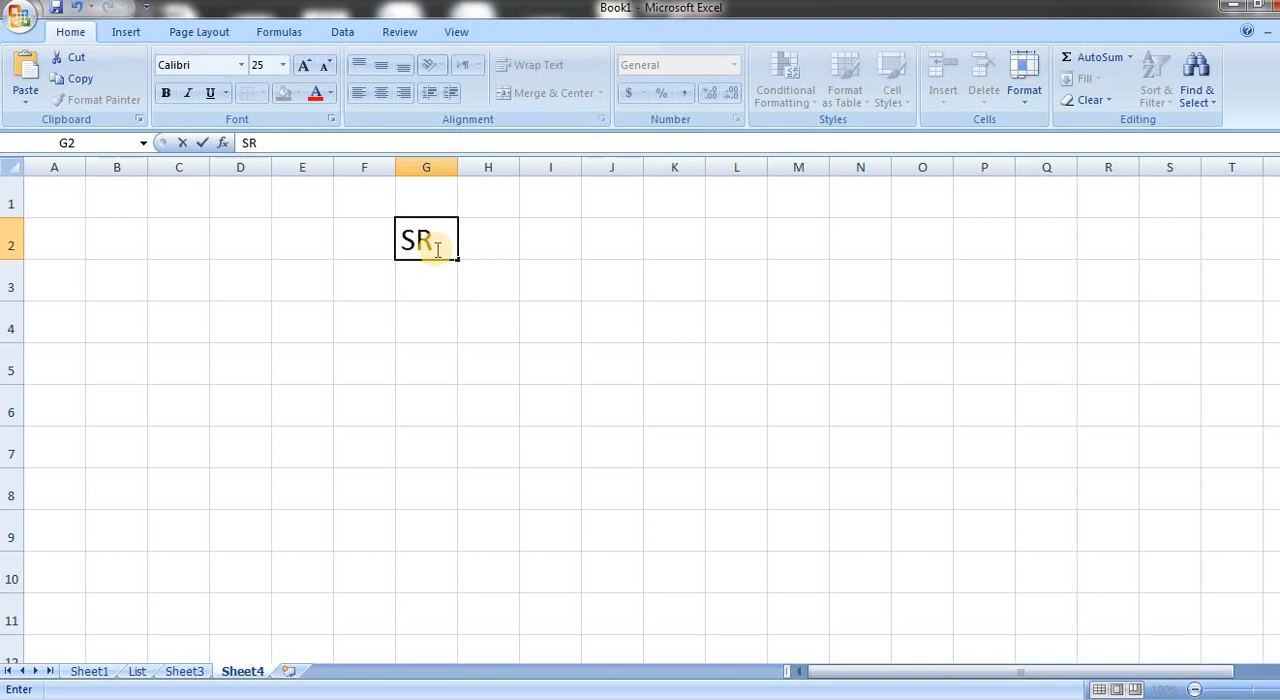 Book1 - Microsoft Excel
Home Insert Page Layout Formulas Data Review View
Paste
Cut
Copy
Format Painter
Clipboard
Calibri 25
A A
B I U A
Font
Wrap Text
Merge & Center
Alignment
General
$ % ,
Number
Conditional Formatting
Format as Table
Cell Styles
Styles
Insert Delete Format
Cells
Σ AutoSum
Fill
Clear
Sort & Filter
Find & Select
Editing
G2 fx SR
A B C D E F G H I J K L M N O P Q R S T
1
2 SR
3
4
5
6
7
8
9
10
11
12
Sheet1 List Sheet3 Sheet4
Enter 100%